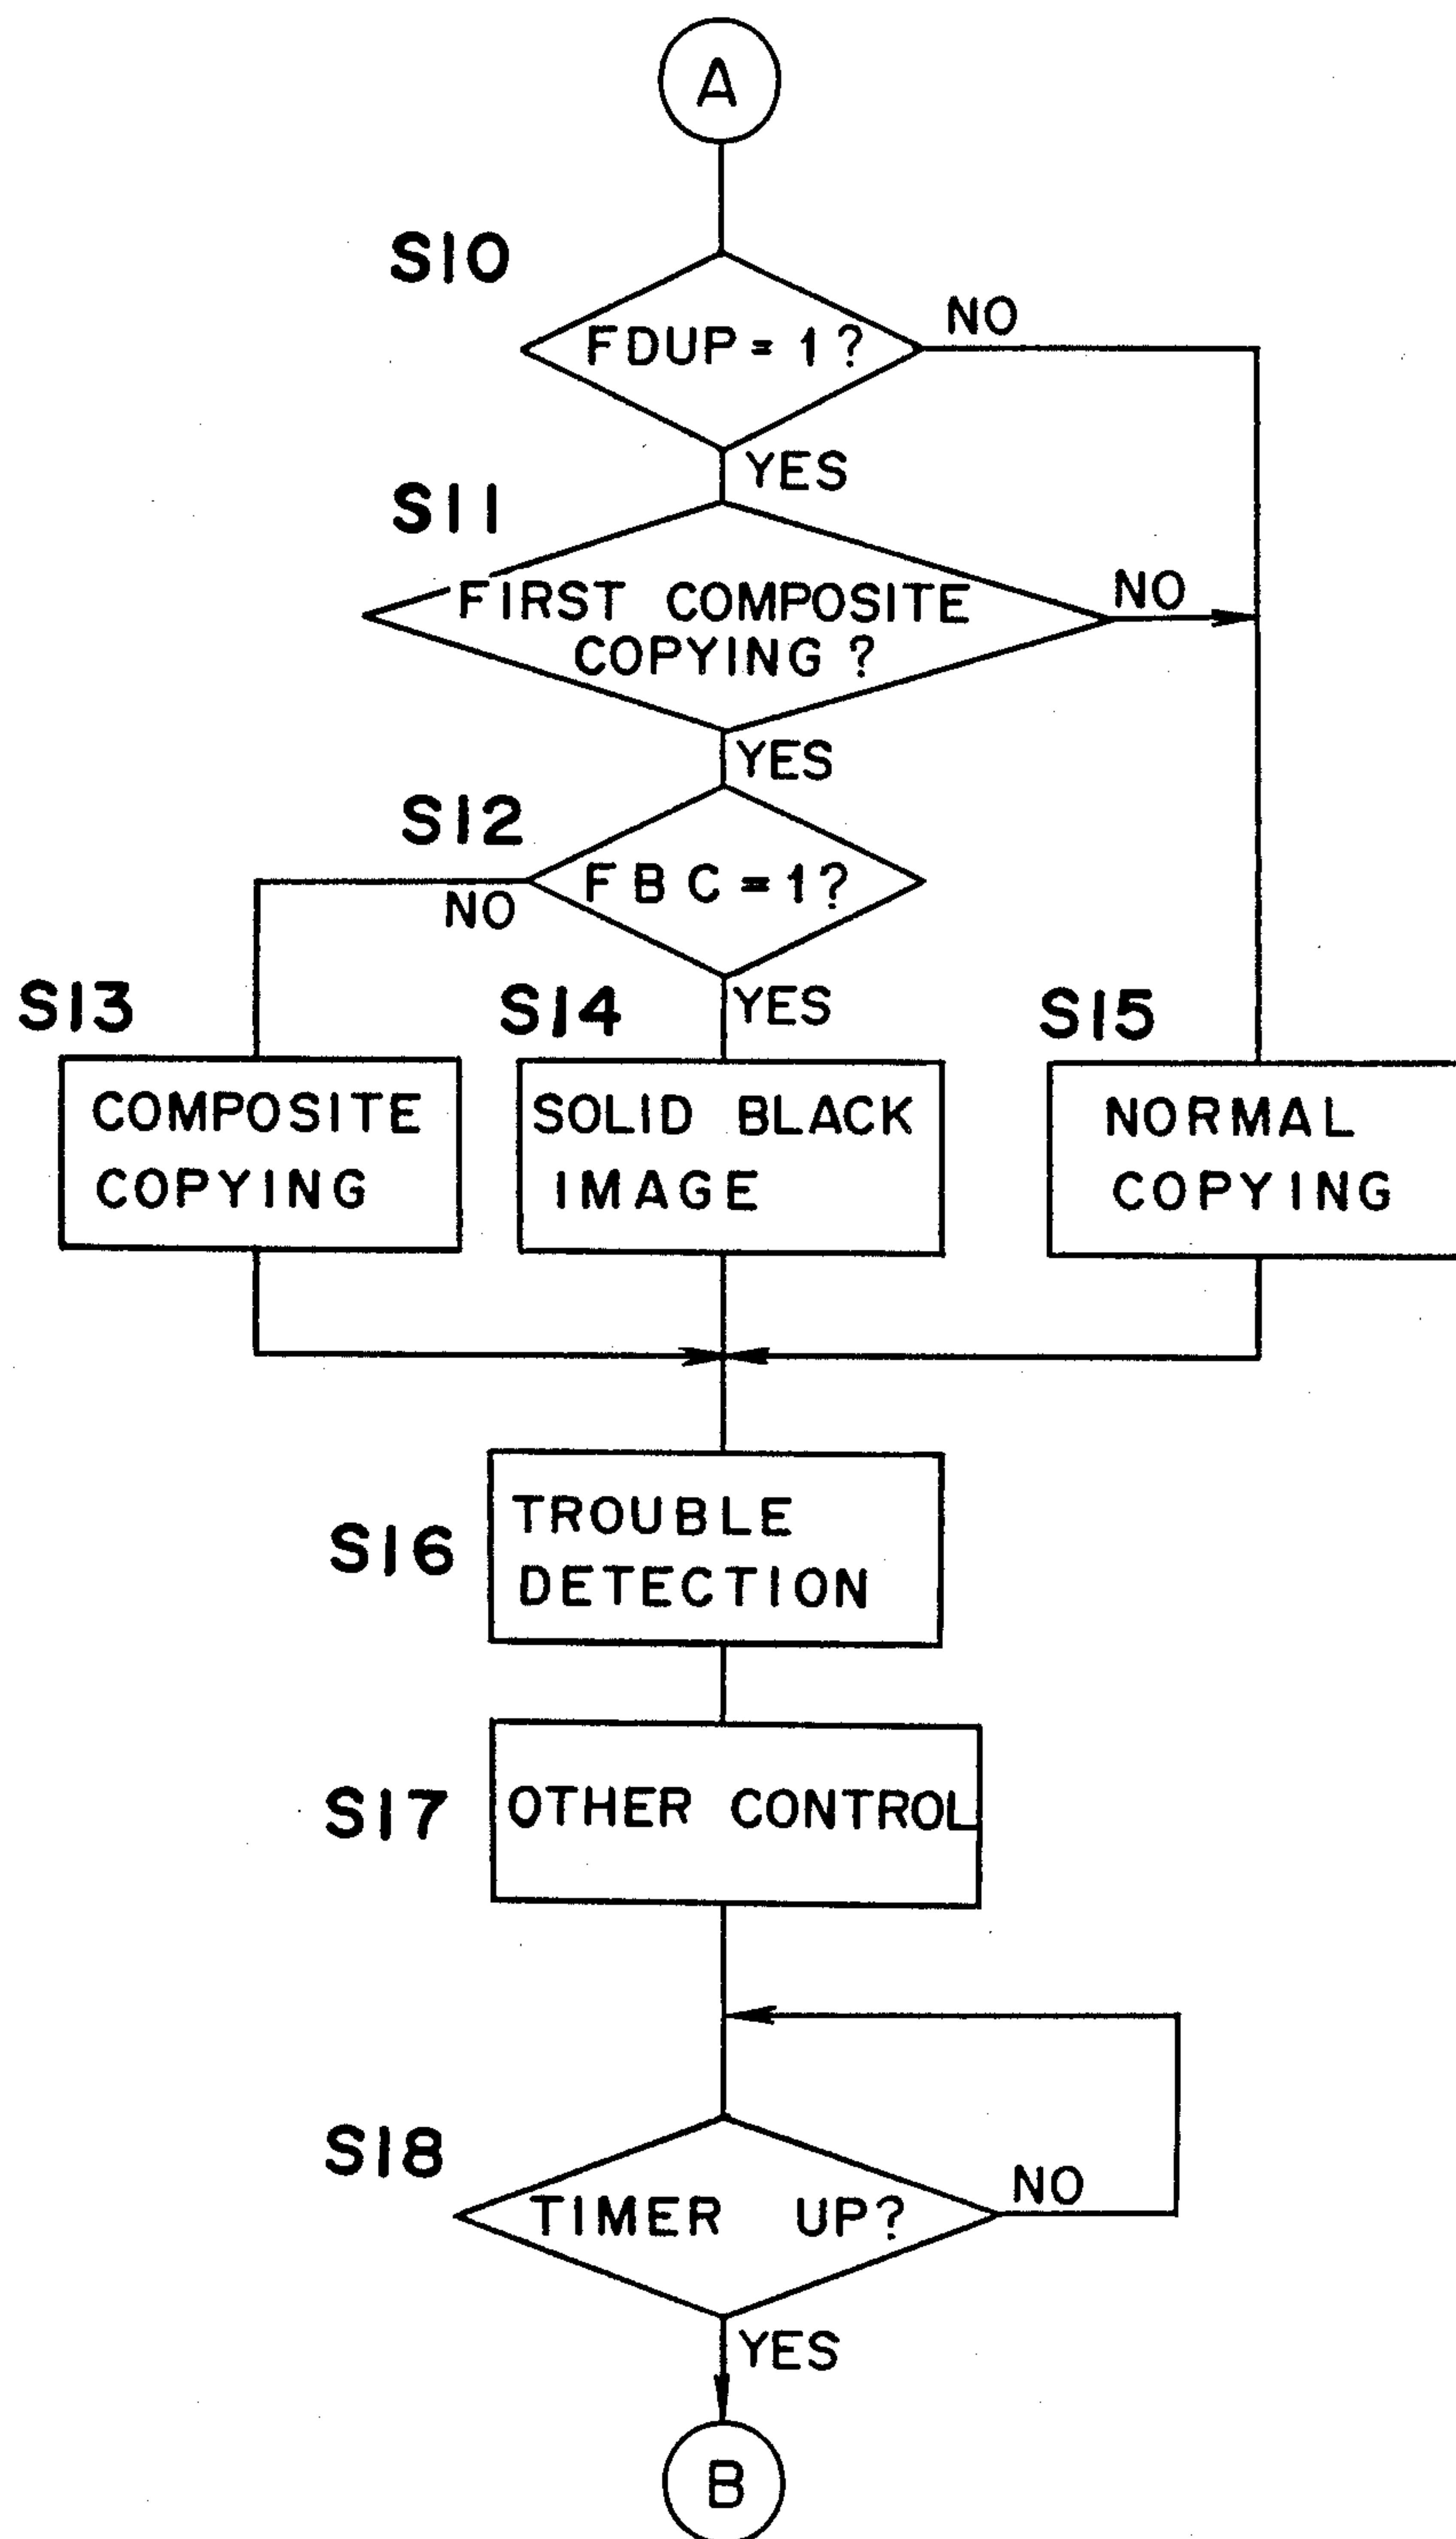 A
S10
FDUP = 1 ?
NO
YES
S11
FIRST COMPOSITE
COPYING ?
NO
YES
S12
FBC = 1?
NO
YES
S13
COMPOSITE
COPYING
S14
SOLID BLACK
IMAGE
S15
NORMAL
COPYING
S16
TROUBLE
DETECTION
S17
OTHER CONTROL
S18
TIMER UP?
NO
YES
B